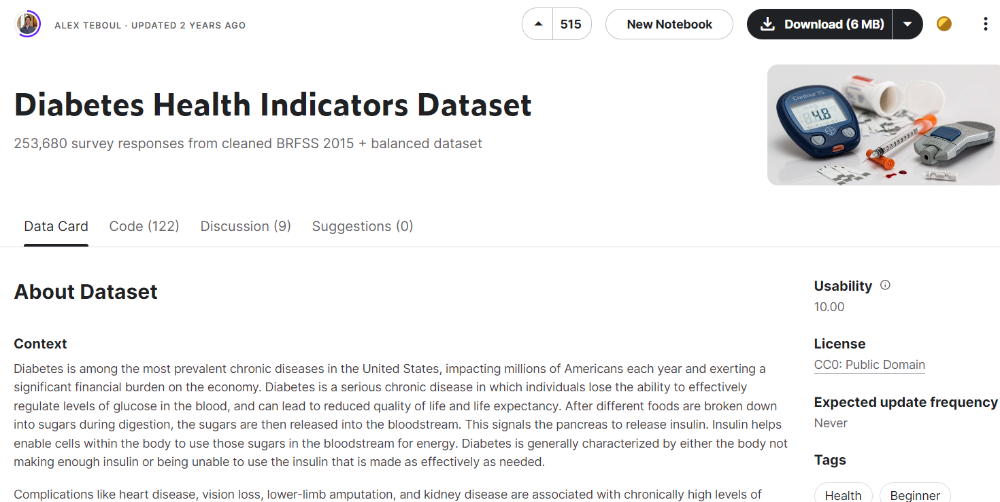 ALEX TEBOUL · UPDATED 2 YEARS AGO
515
New Notebook
Download (6 MB)
Diabetes Health Indicators Dataset
253,680 survey responses from cleaned BRFSS 2015 + balanced dataset
Contour TS
4.8
Data Card
Code (122)
Discussion (9)
Suggestions (0)
About Dataset
Context
Diabetes is among the most prevalent chronic diseases in the United States, impacting millions of Americans each year and exerting a
significant financial burden on the economy. Diabetes is a serious chronic disease in which individuals lose the ability to effectively
regulate levels of glucose in the blood, and can lead to reduced quality of life and life expectancy. After different foods are broken down
into sugars during digestion, the sugars are then released into the bloodstream. This signals the pancreas to release insulin. Insulin helps
enable cells within the body to use those sugars in the bloodstream for energy. Diabetes is generally characterized by either the body not
making enough insulin or being unable to use the insulin that is made as effectively as needed.
Complications like heart disease, vision loss, lower-limb amputation, and kidney disease are associated with chronically high levels of
Usability
10.00
License
CC0: Public Domain
Expected update frequency
Never
Tags
Health
Beginner